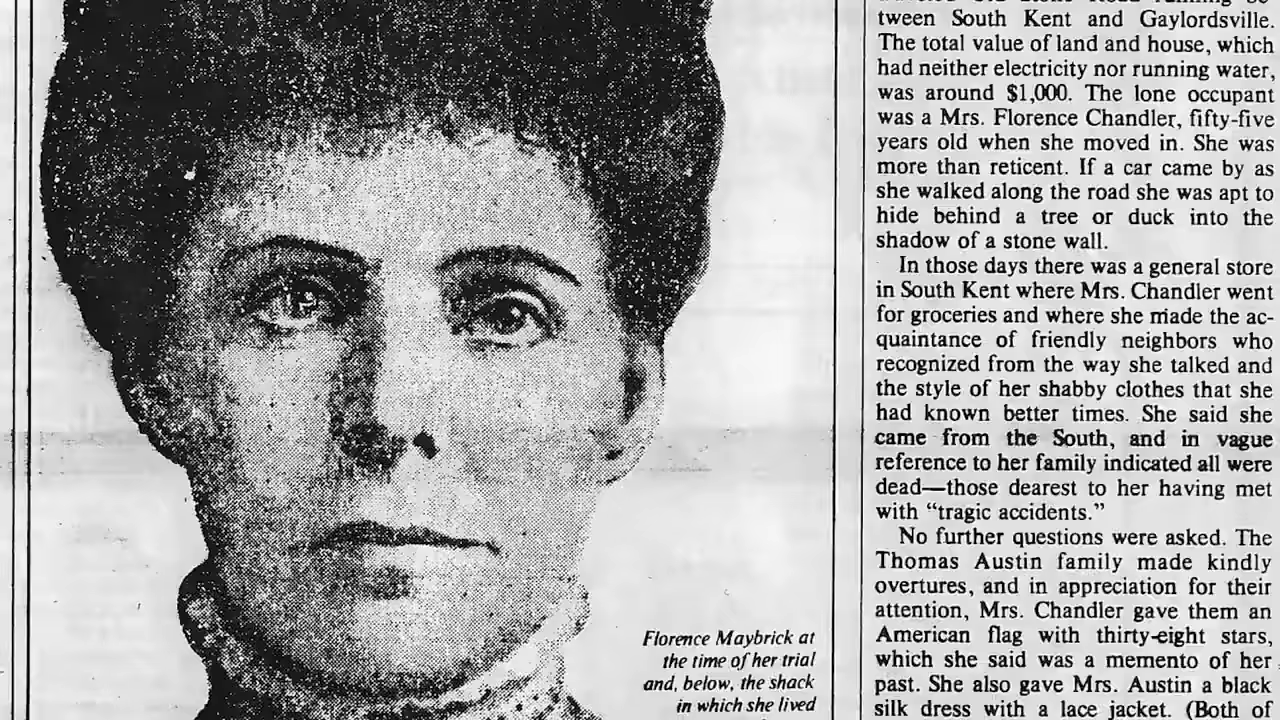 Florence Maybrick at
the time of her trial
and, below, the shack
in which she lived
tween South Kent and Gaylordsville.
The total value of land and house, which
had neither electricity nor running water,
was around $1,000. The lone occupant
was a Mrs. Florence Chandler, fifty-five
years old when she moved in. She was
more than reticent. If a car came by as
she walked along the road she was apt to
hide behind a tree or duck into the
shadow of a stone wall.
In those days there was a general store
in South Kent where Mrs. Chandler went
for groceries and where she made the ac-
quaintance of friendly neighbors who
recognized from the way she talked and
the style of her shabby clothes that she
had known better times. She said she
came from the South, and in vague
reference to her family indicated all were
dead—those dearest to her having met
with “tragic accidents.”
No further questions were asked. The
Thomas Austin family made kindly
overtures, and in appreciation for their
attention, Mrs. Chandler gave them an
American flag with thirty-eight stars,
which she said was a memento of her
past. She also gave Mrs. Austin a black
silk dress with a lace jacket. (Both of